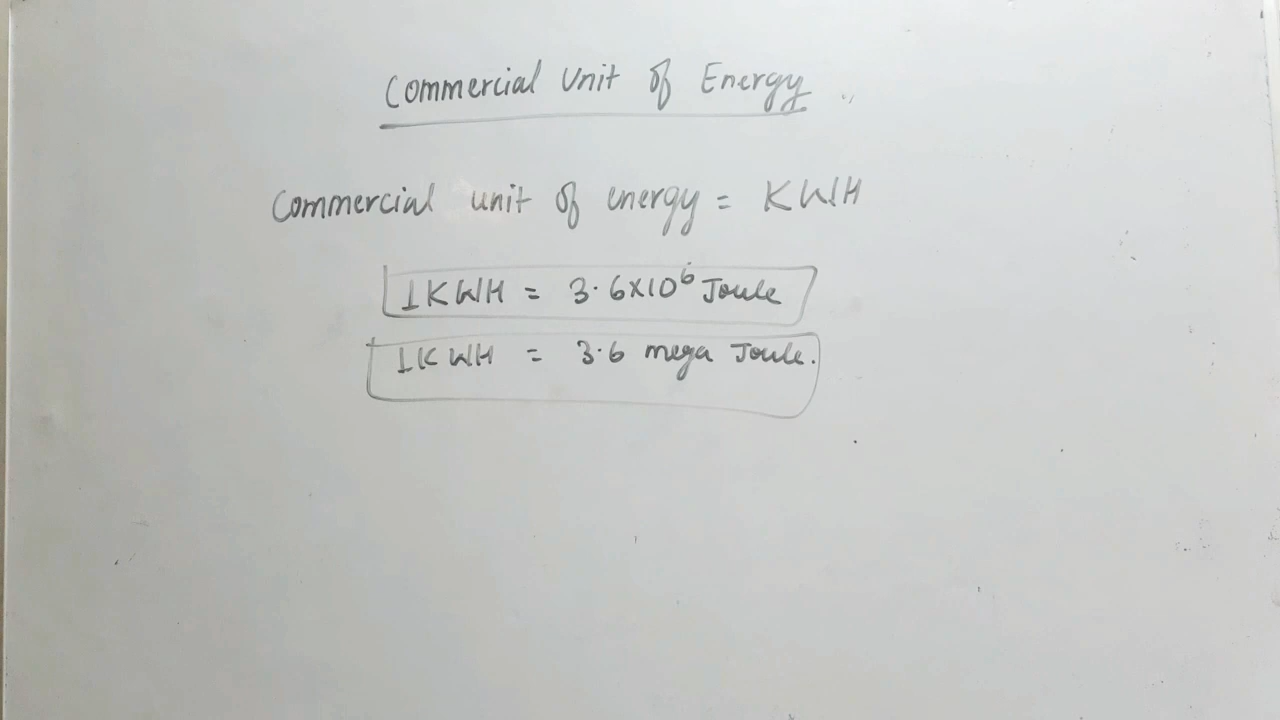 Commercial Unit of Energy
Commercial unit of energy = KWH
1KWH = 3.6X10⁶ Joule
1KWH = 3.6 mega Joule.